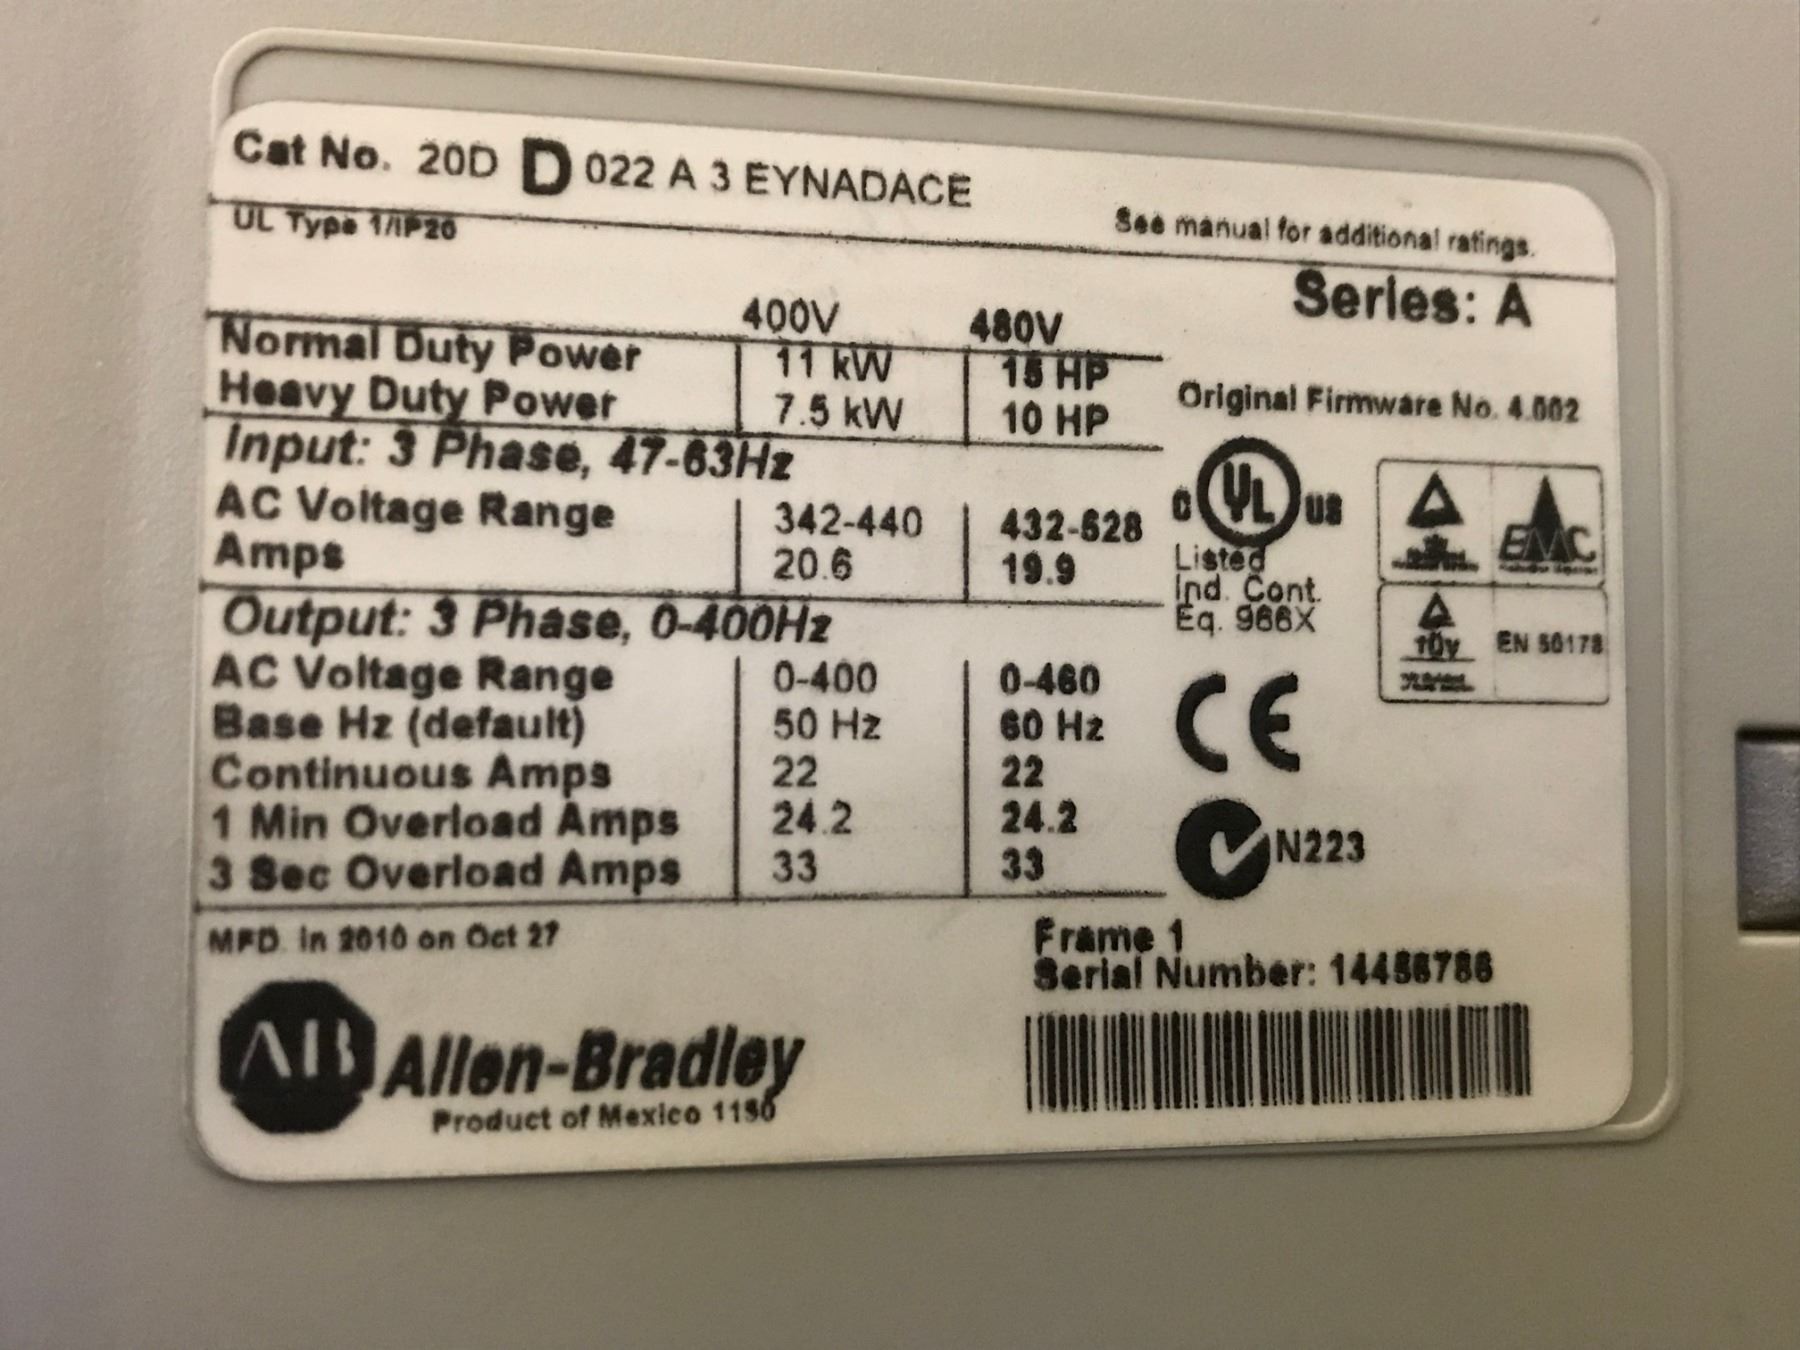 Cat No. 20D D 022 A 3 EYNADACE
UL Type 1/IP20
See manual for additional ratings.
Series: A
400V 480V
Normal Duty Power 11 kW 15 HP
Heavy Duty Power 7.5 kW 10 HP
Original Firmware No. 4.002
Input: 3 Phase, 47-63Hz
AC Voltage Range 342-440 432-528
Amps 20.6 19.9
C UL US
Listed
Ind. Cont.
Eq. 966X
EMC
Output: 3 Phase, 0-400Hz
AC Voltage Range 0-400 0-460
Base Hz (default) 50 Hz 60 Hz
Continuous Amps 22 22
1 Min Overload Amps 24.2 24.2
3 Sec Overload Amps 33 33
TÜV
EN 50178
CE
N223
MFD. in 2010 on Oct 27
Frame 1
Serial Number:
AB Allen-Bradley
Product of Mexico